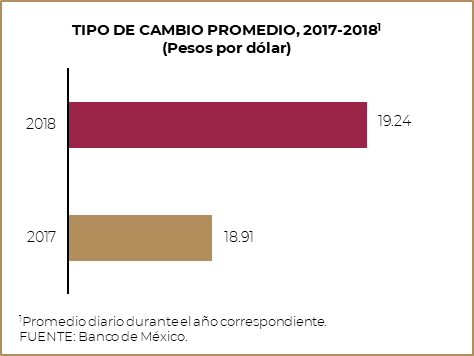 TIPO DE CAMBIO PROMEDIO, 2017-2018¹
(Pesos por dólar)
2018
19.24
2017
18.91
¹Promedio diario durante el año correspondiente.
FUENTE: Banco de México.